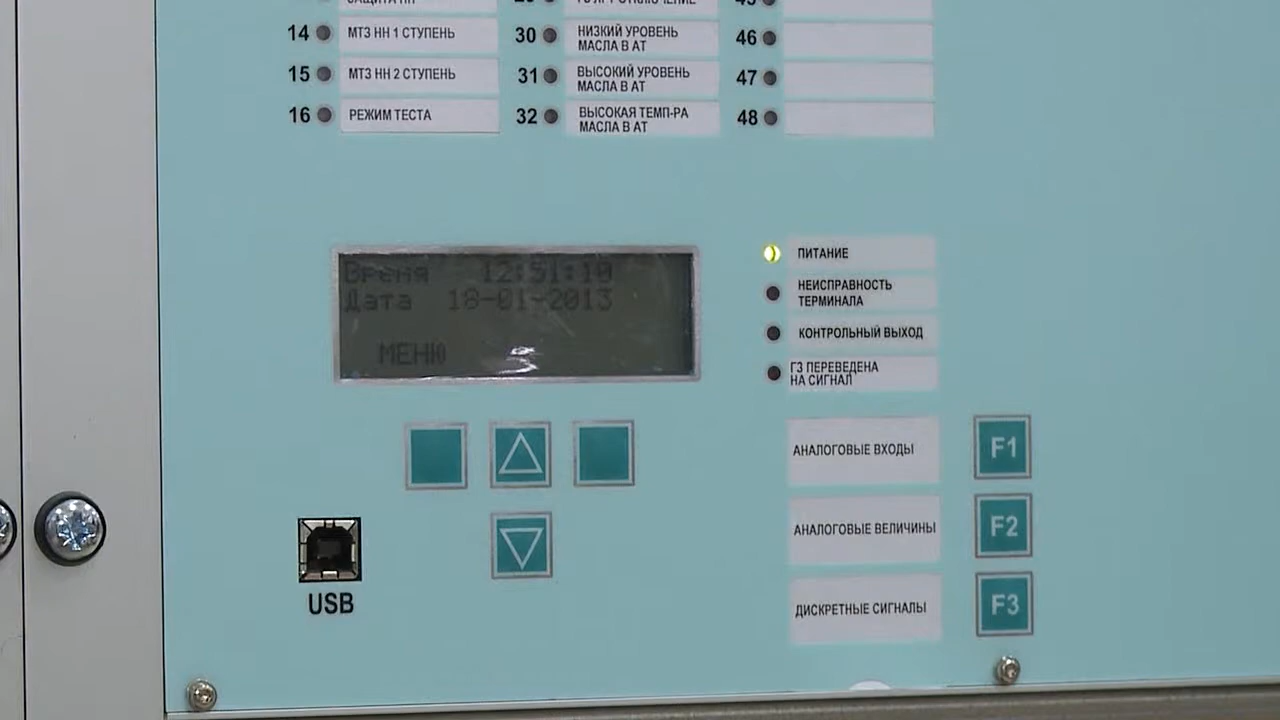 14 МТЗ НН 1 СТУПЕНЬ
15 МТЗ НН 2 СТУПЕНЬ
16 РЕЖИМ ТЕСТА
30 НИЗКИЙ УРОВЕНЬ
МАСЛА В АТ
31 ВЫСОКИЙ УРОВЕНЬ
МАСЛА В АТ
32 ВЫСОКАЯ ТЕМП-РА
МАСЛА В АТ
46
47
48
Время 12:51:10
Дата 18-01-2013
МЕНЮ
ПИТАНИЕ
НЕИСПРАВНОСТЬ
ТЕРМИНАЛА
КОНТРОЛЬНЫЙ ВЫХОД
ГЗ ПЕРЕВЕДЕНА
НА СИГНАЛ
АНАЛОГОВЫЕ ВХОДЫ F1
АНАЛОГОВЫЕ ВЕЛИЧИНЫ F2
ДИСКРЕТНЫЕ СИГНАЛЫ F3
USB